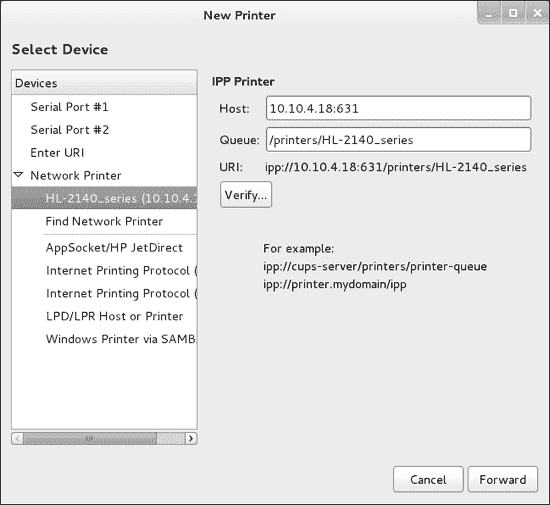 New Printer
Select Device
Devices
Serial Port #1
Serial Port #2
Enter URI
Network Printer
HL-2140_series (10.10.4.1
Find Network Printer
AppSocket/HP JetDirect
Internet Printing Protocol (
Internet Printing Protocol (
LPD/LPR Host or Printer
Windows Printer via SAMB
IPP Printer
Host: 10.10.4.18:631
Queue: /printers/HL-2140_series
URI: ipp://10.10.4.18:631/printers/HL-2140_series
Verify...
For example:
ipp://cups-server/printers/printer-queue
ipp://printer.mydomain/ipp
Cancel Forward